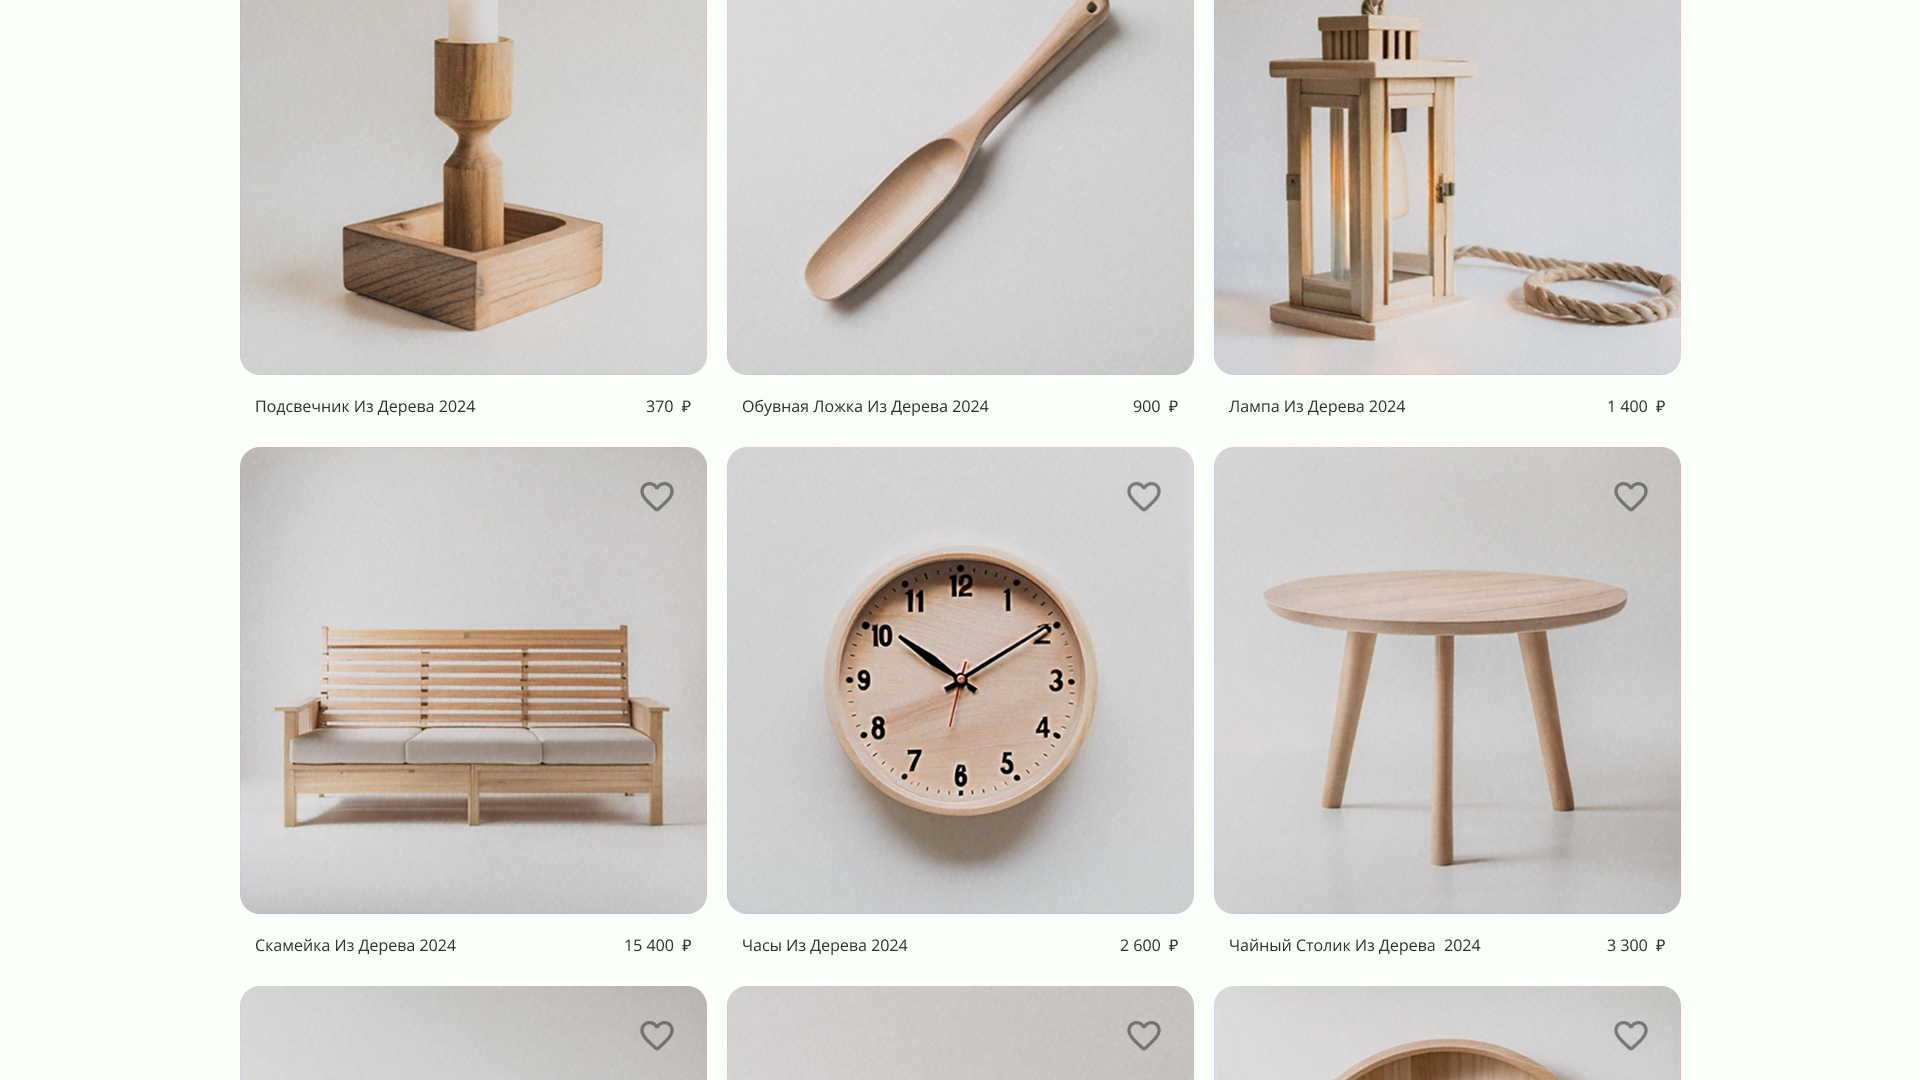 Подсвечник Из Дерева 2024
370 ₽
Обувная Ложка Из Дерева 2024
900 ₽
Лампа Из Дерева 2024
1 400 ₽
12
11
1
10
2
9
3
8
4
7
5
6
Скамейка Из Дерева 2024
15 400 ₽
Часы Из Дерева 2024
2 600 ₽
Чайный Столик Из Дерева 2024
3 300 ₽